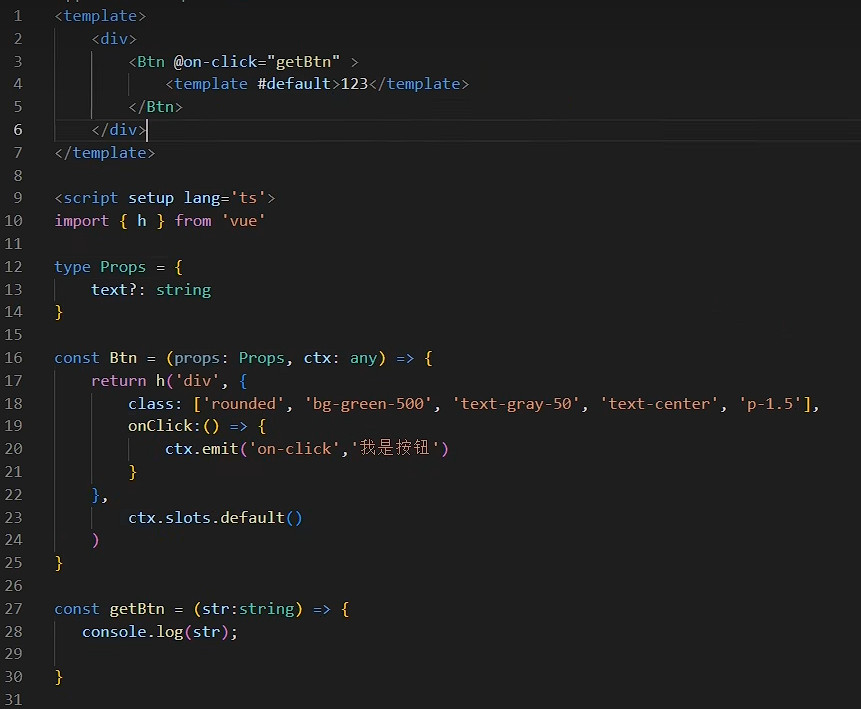 1 <template>
2     <div>
3         <Btn @on-click="getBtn" >
4             <template #default>123</template>
5         </Btn>
6     </div>
7 </template>
8
9 <script setup lang='ts'>
10 import { h } from 'vue'
11
12 type Props = {
13     text?: string
14 }
15
16 const Btn = (props: Props, ctx: any) => {
17     return h('div', {
18         class: ['rounded', 'bg-green-500', 'text-gray-50', 'text-center', 'p-1.5'],
19         onClick:() => {
20             ctx.emit('on-click','我是按钮')
21         }
22     },
23         ctx.slots.default()
24     )
25 }
26
27 const getBtn = (str:string) => {
28    console.log(str);
29
30 }
31